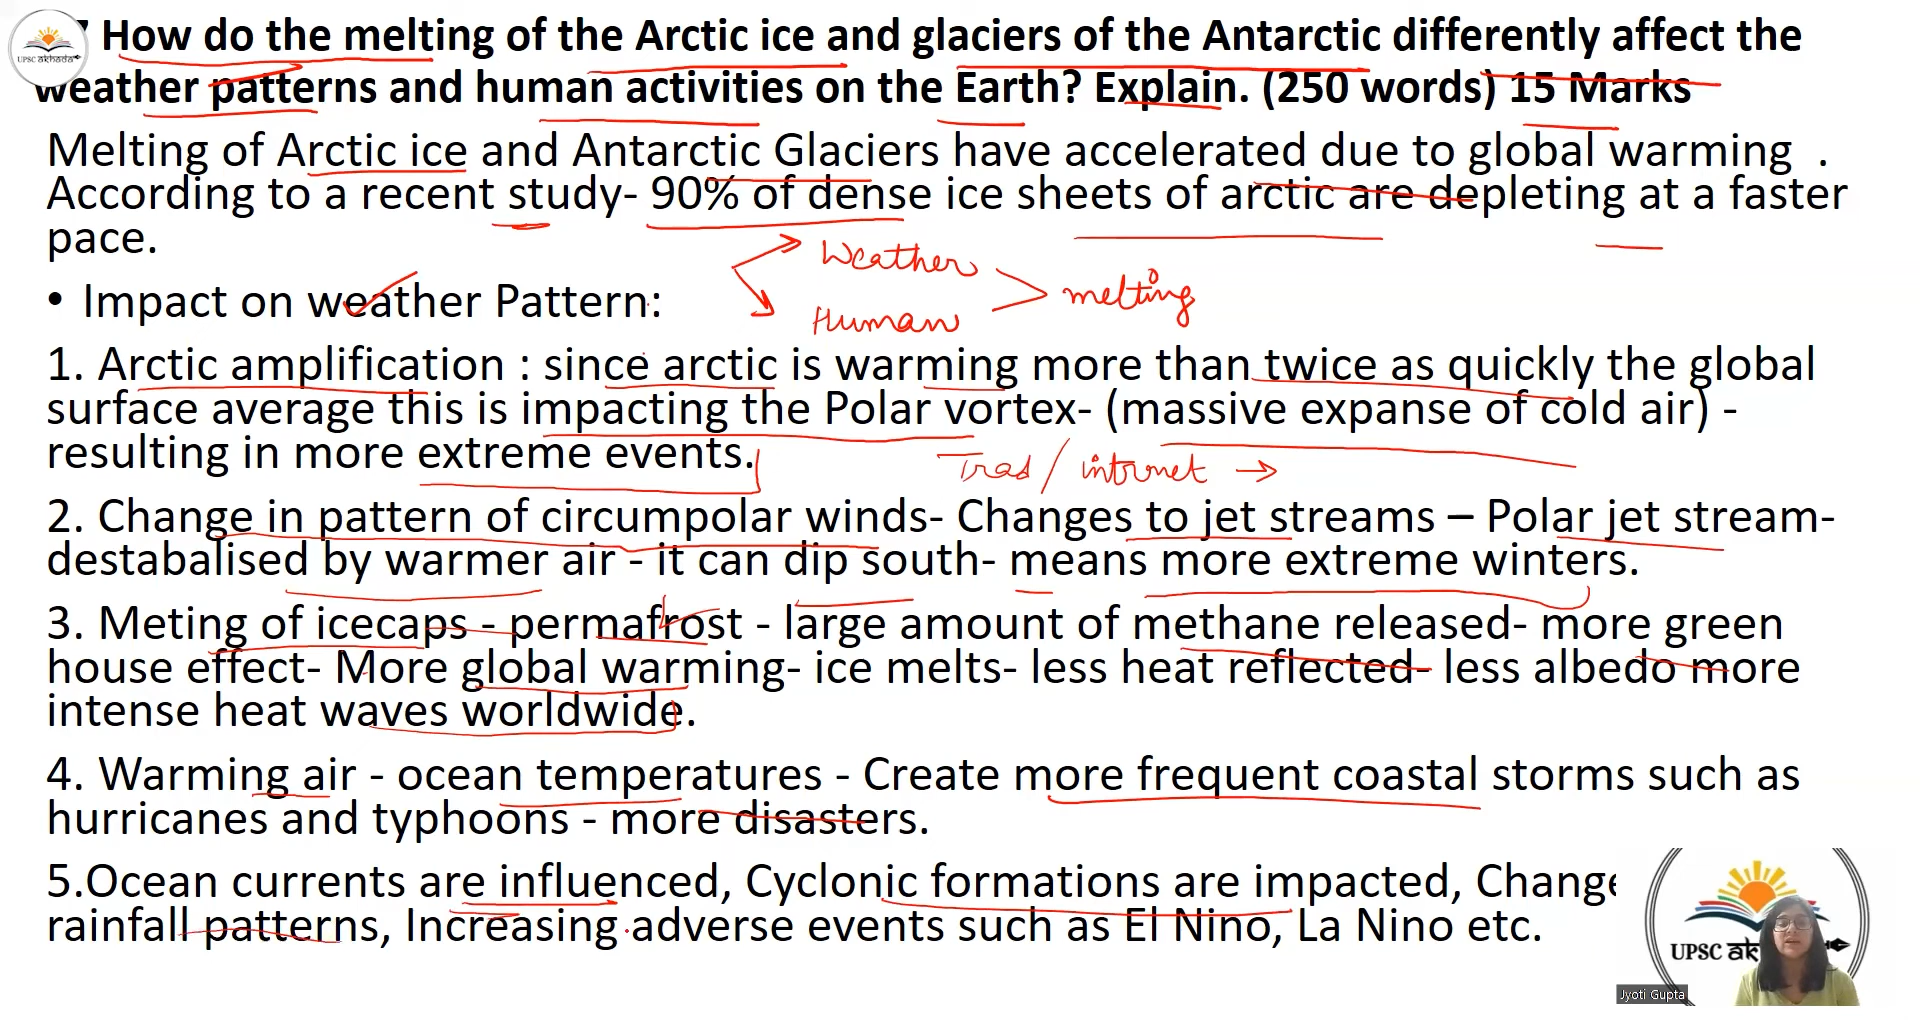 How do the melting of the Arctic ice and glaciers of the Antarctic differently affect the
weather patterns and human activities on the Earth? Explain. (250 words) 15 Marks
UPSC akhada
Melting of Arctic ice and Antarctic Glaciers have accelerated due to global warming .
According to a recent study- 90% of dense ice sheets of arctic are depleting at a faster
pace.
Weather
Human
melting
• Impact on weather Pattern:
1. Arctic amplification : since arctic is warming more than twice as quickly the global
surface average this is impacting the Polar vortex- (massive expanse of cold air) -
resulting in more extreme events.
Trad / internet →
2. Change in pattern of circumpolar winds- Changes to jet streams – Polar jet stream-
destabalised by warmer air - it can dip south- means more extreme winters.
3. Meting of icecaps - permafrost - large amount of methane released- more green
house effect- More global warming- ice melts- less heat reflected- less albedo more
intense heat waves worldwide.
4. Warming air - ocean temperatures - Create more frequent coastal storms such as
hurricanes and typhoons - more disasters.
5.Ocean currents are influenced, Cyclonic formations are impacted, Change
rainfall patterns, Increasing adverse events such as El Nino, La Nino etc.
UPSC ak
Jyoti Gupta